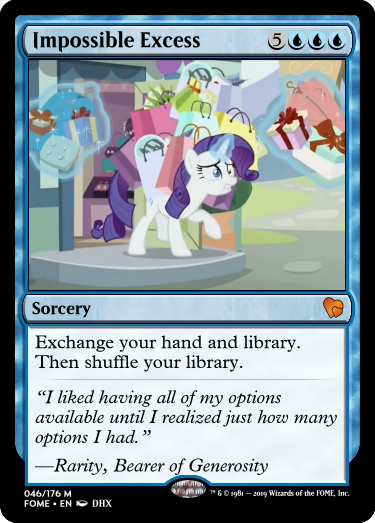 Impossible Excess 5
Sorcery
Exchange your hand and library.
Then shuffle your library.
“I liked having all of my options
available until I realized just how many
options I had.”
—Rarity, Bearer of Generosity
046/176 M
FOME • EN DHX
™ & © 1981 — 2019 Wizards of the FOME, Inc.